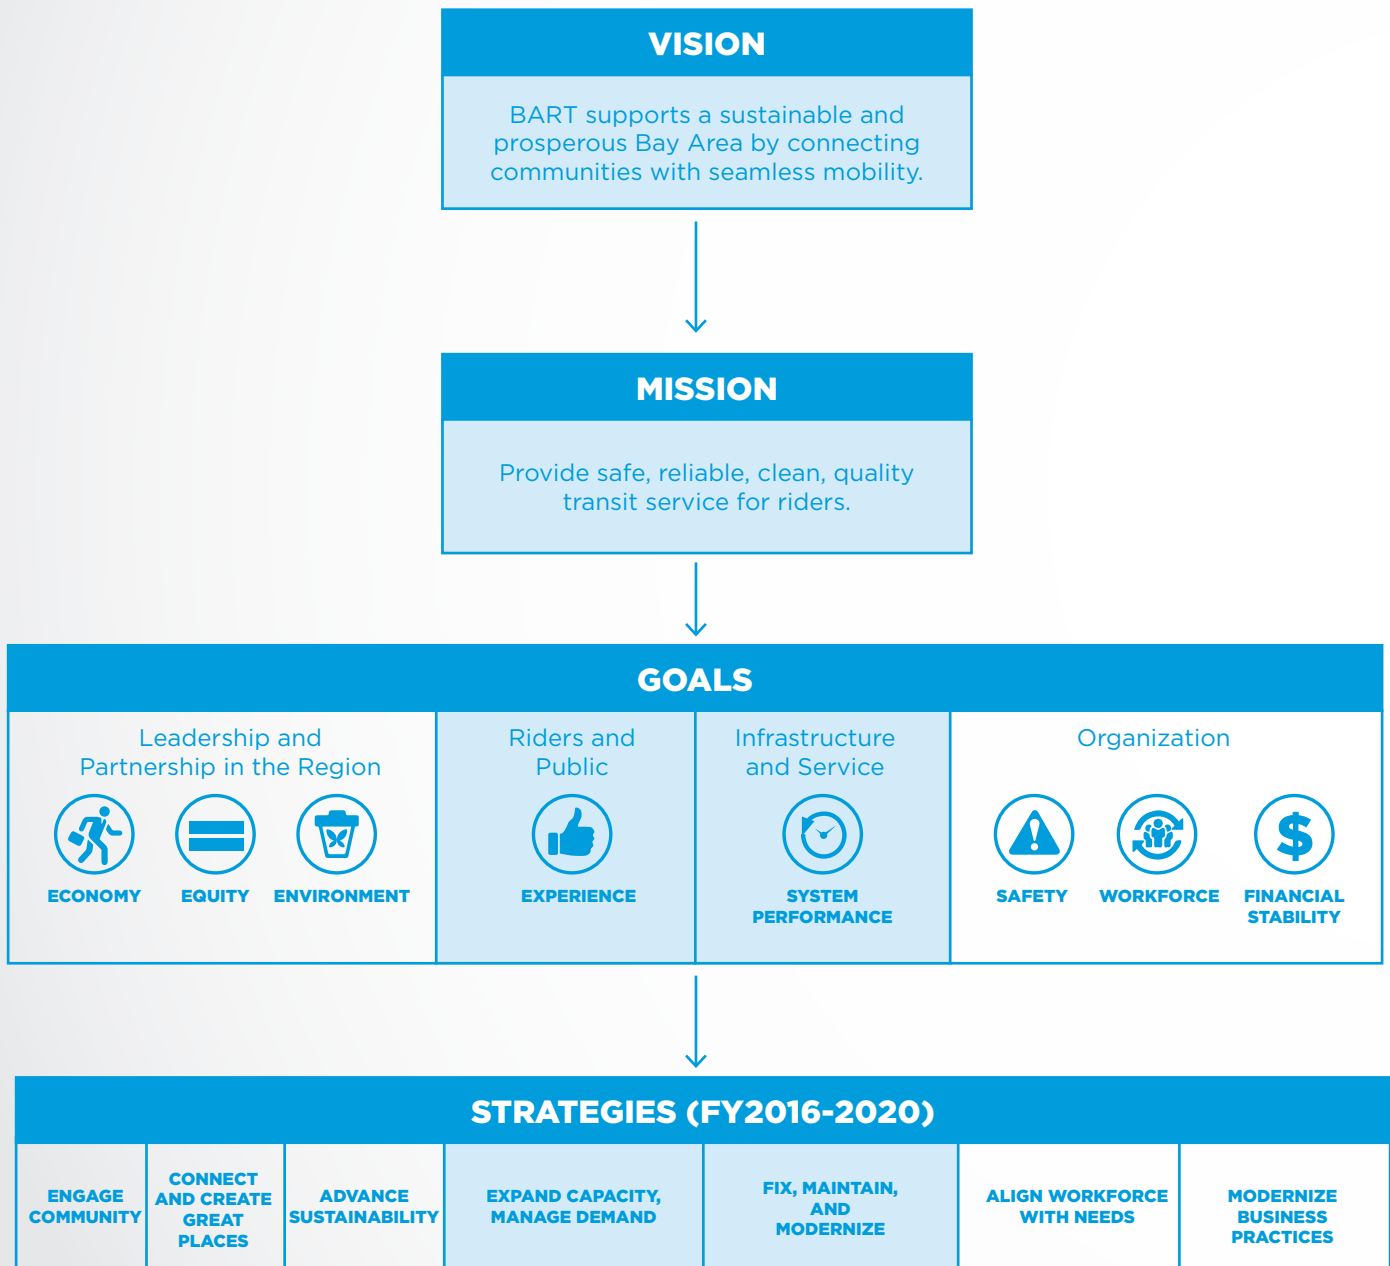 VISION
BART supports a sustainable and
prosperous Bay Area by connecting
communities with seamless mobility.
MISSION
Provide safe, reliable, clean, quality
transit service for riders.
GOALS
Leadership and
Partnership in the Region
ECONOMY
EQUITY
ENVIRONMENT
Riders and
Public
EXPERIENCE
Infrastructure
and Service
SYSTEM
PERFORMANCE
Organization
SAFETY
WORKFORCE
$
FINANCIAL
STABILITY
STRATEGIES (FY2016-2020)
ENGAGE
COMMUNITY
CONNECT
AND CREATE
GREAT
PLACES
ADVANCE
SUSTAINABILITY
EXPAND CAPACITY,
MANAGE DEMAND
FIX, MAINTAIN,
AND
MODERNIZE
ALIGN WORKFORCE
WITH NEEDS
MODERNIZE
BUSINESS
PRACTICES